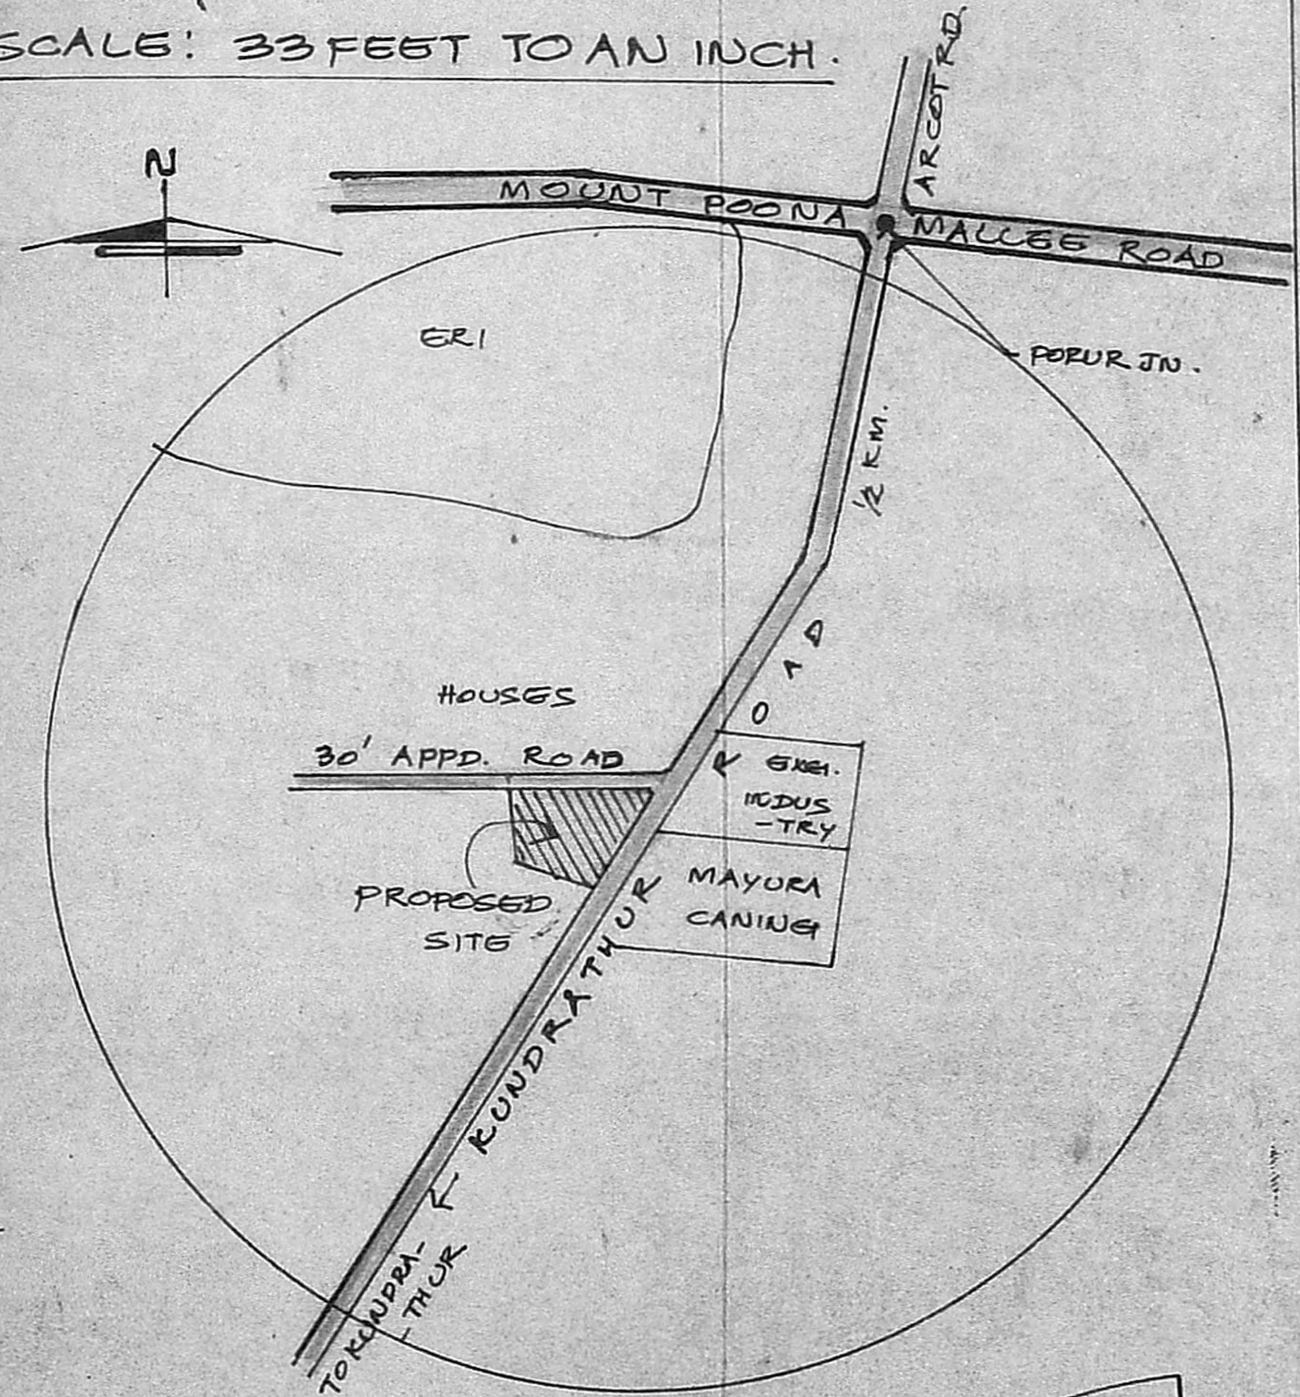 SCALE: 33 FEET TO AN INCH.
N
ARCOT RD.
MOUNT POONA MALLEE ROAD
ERI
PORUR JN.
1/2 KM.
HOUSES
30' APPD. ROAD
INDUS
-TRY
PROPOSED
SITE
MAYURA
CANING
KUNDRATHUR ROAD
TO KUNDRA-
-THUR